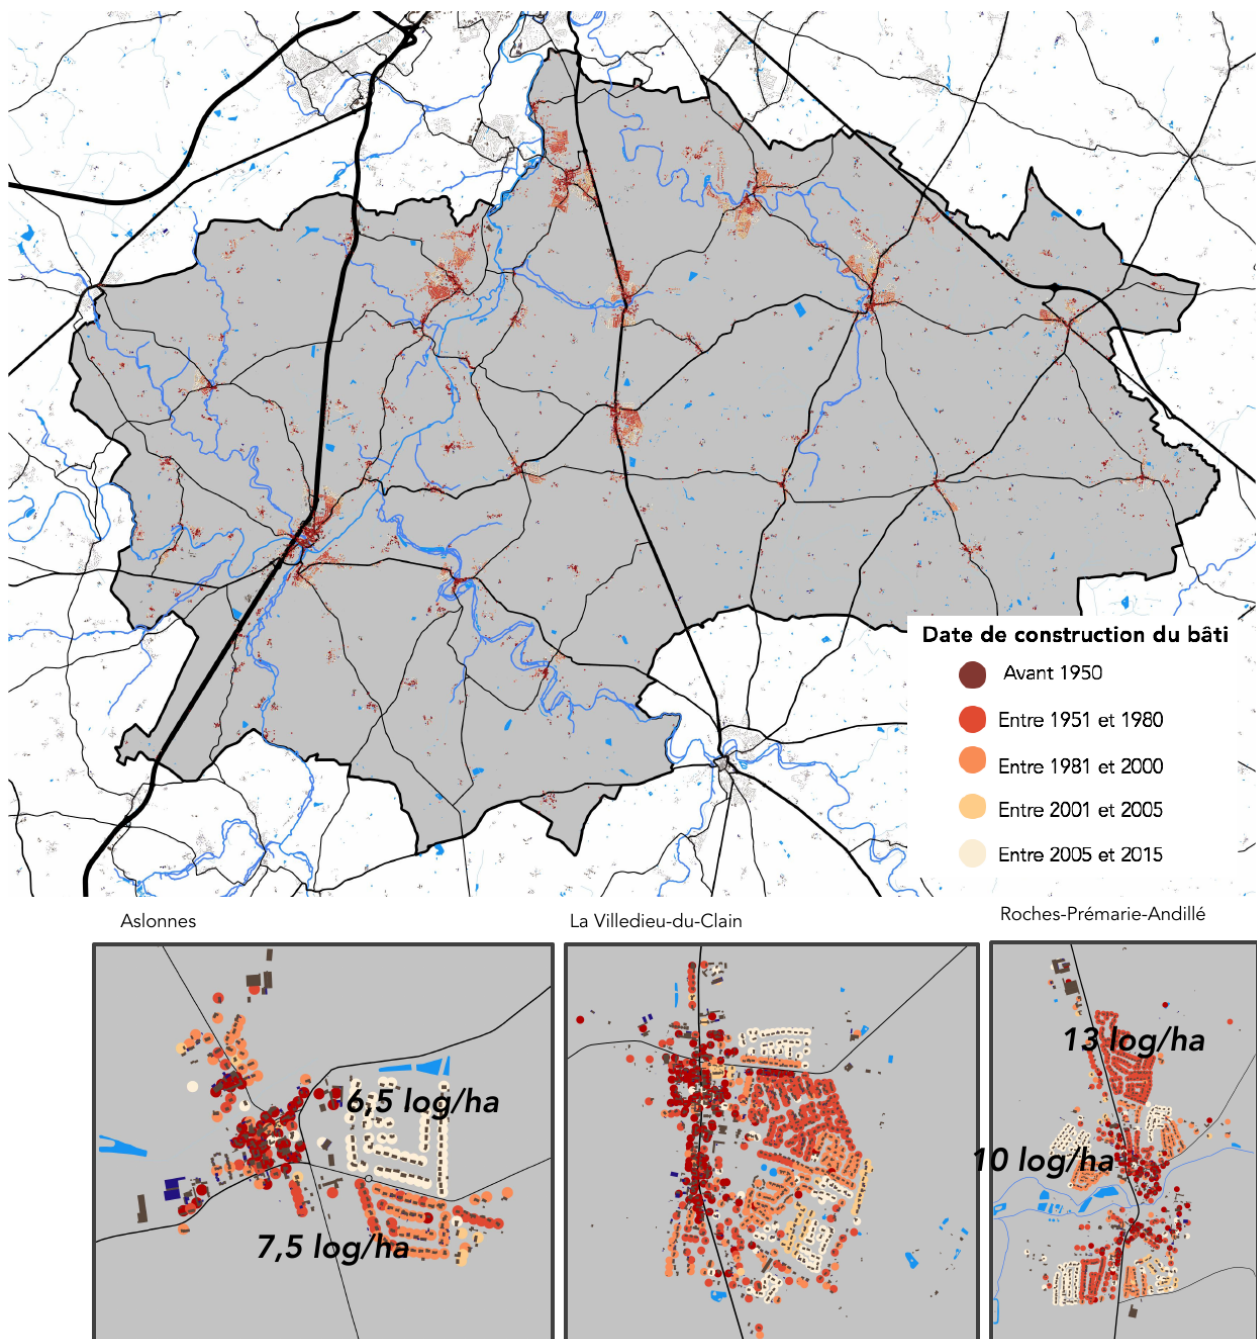 Date de construction du bâti
Avant 1950
Entre 1951 et 1980
Entre 1981 et 2000
Entre 2001 et 2005
Entre 2005 et 2015
Aslonnes
La Villedieu-du-Clain
Roches-Prémarie-Andillé
6,5 log/ha
7,5 log/ha
13 log/ha
10 log/ha